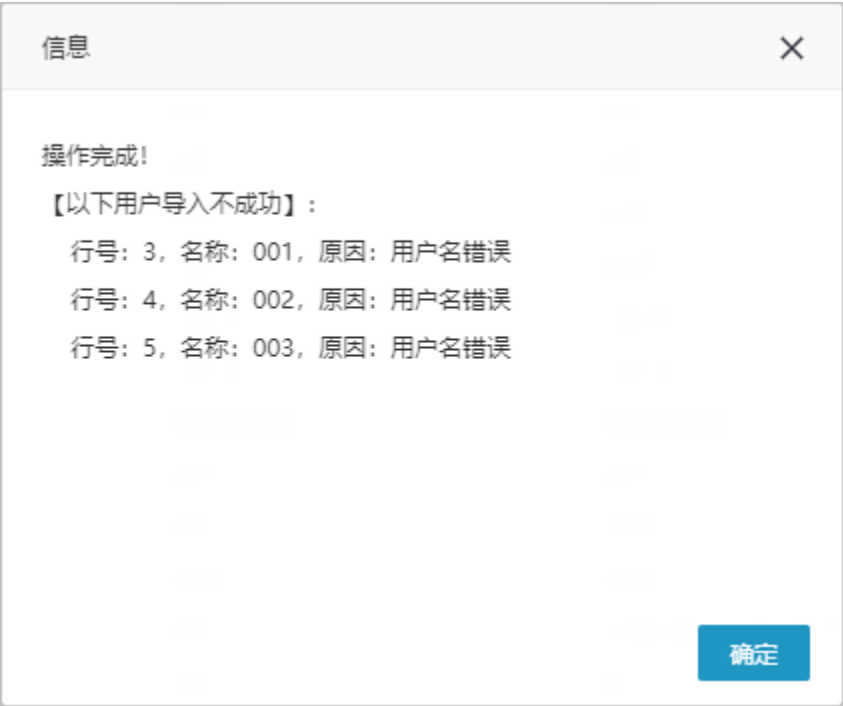 信息
操作完成！
【以下用户导入不成功】：
行号：3，名称：001，原因：用户名错误
行号：4，名称：002，原因：用户名错误
行号：5，名称：003，原因：用户名错误
确定